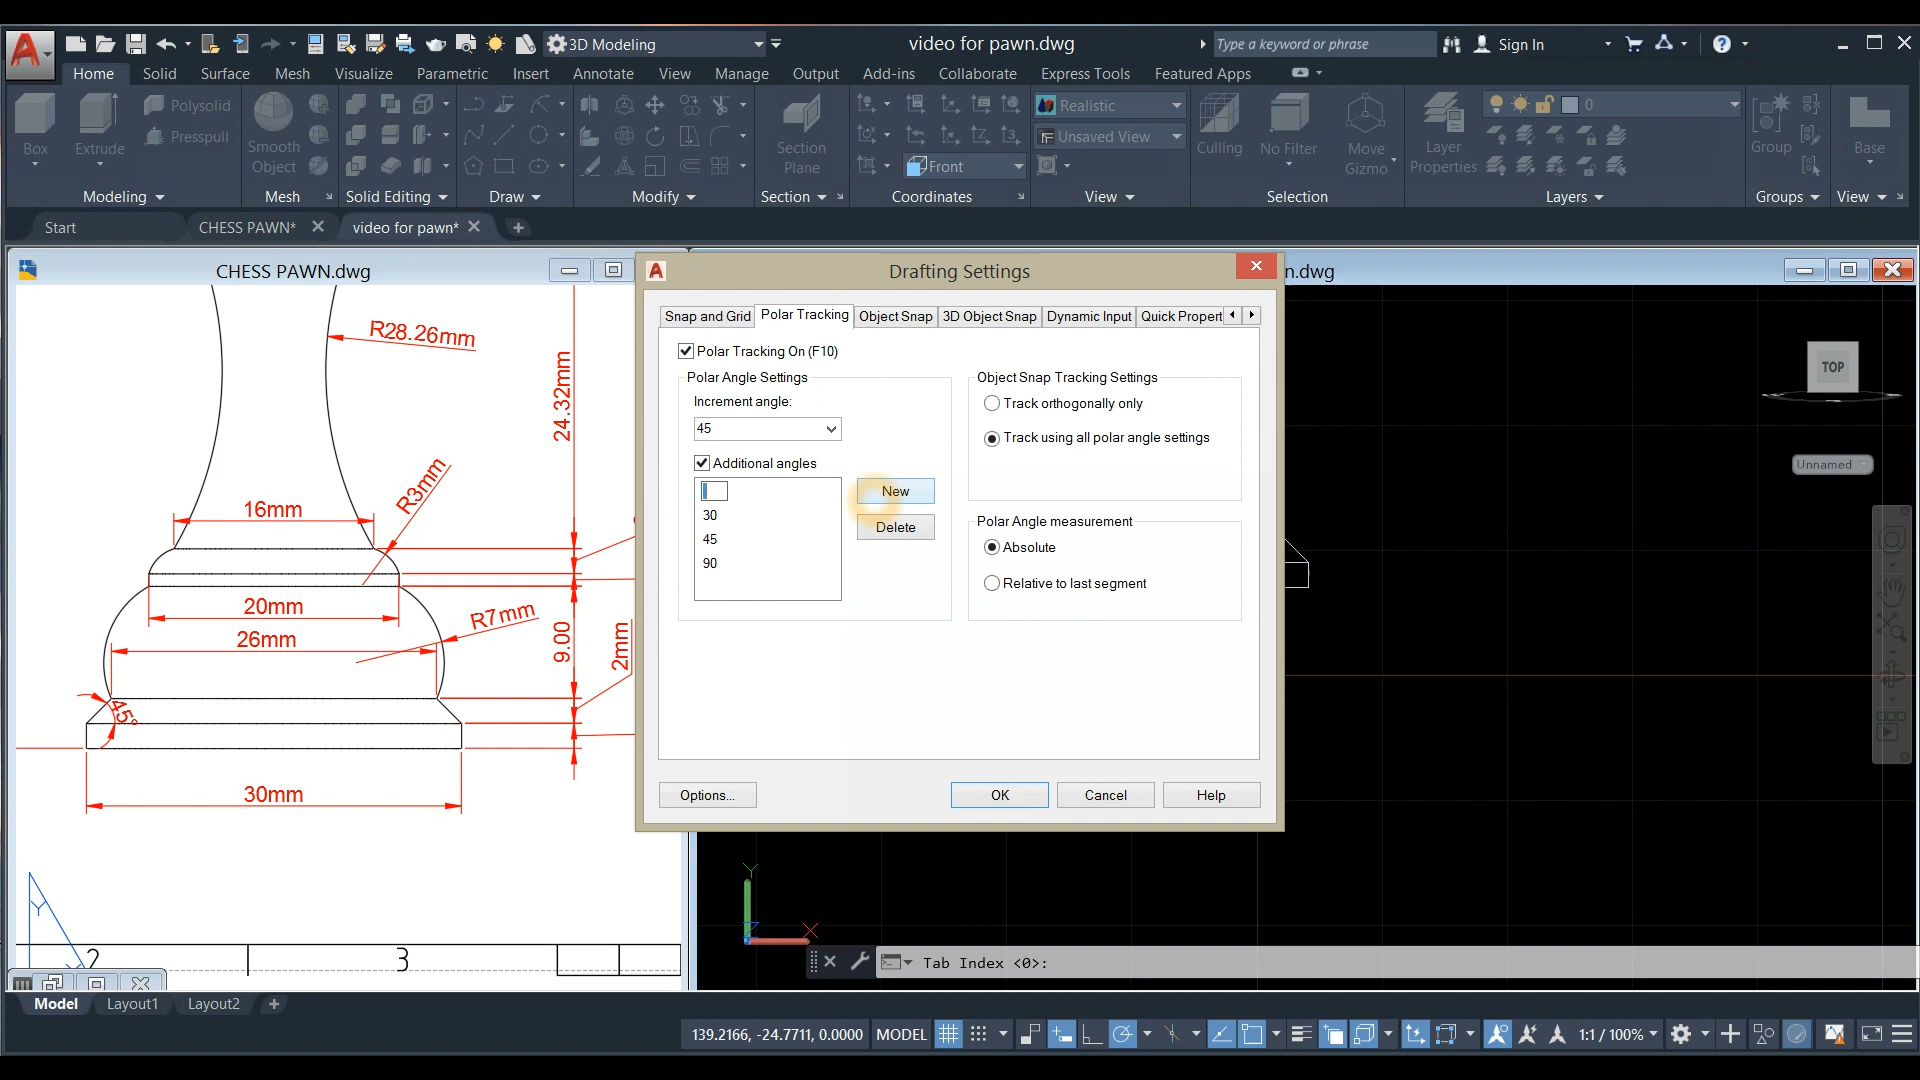 3D Modeling
video for pawn.dwg
Type a keyword or phrase
Sign In
Home
Solid
Surface
Mesh
Visualize
Parametric
Insert
Annotate
View
Manage
Output
Add-ins
Collaborate
Express Tools
Featured Apps
Box
Extrude
Polysolid
Presspull
Smooth
Object
Section
Plane
Front
Realistic
Unsaved View
Culling
No Filter
Move
Gizmo
Layer
Properties
0
Group
Base
Modeling
Mesh
Solid Editing
Draw
Modify
Section
Coordinates
View
Selection
Layers
Groups
View
Start
CHESS PAWN*
video for pawn*
CHESS PAWN.dwg
n.dwg
R28.26mm
24.32mm
R3mm
16mm
20mm
R7mm
26mm
9.00
2mm
45°
30mm
2
3
Drafting Settings
Snap and Grid
Polar Tracking
Object Snap
3D Object Snap
Dynamic Input
Quick Propert
Polar Tracking On (F10)
Polar Angle Settings
Increment angle:
45
Additional angles
30
45
90
New
Delete
Object Snap Tracking Settings
Track orthogonally only
Track using all polar angle settings
Polar Angle measurement
Absolute
Relative to last segment
Options...
OK
Cancel
Help
TOP
Unnamed
Y
X
Tab Index <0>:
Model
Layout1
Layout2
139.2166, -24.7711, 0.0000
MODEL
1:1 / 100%